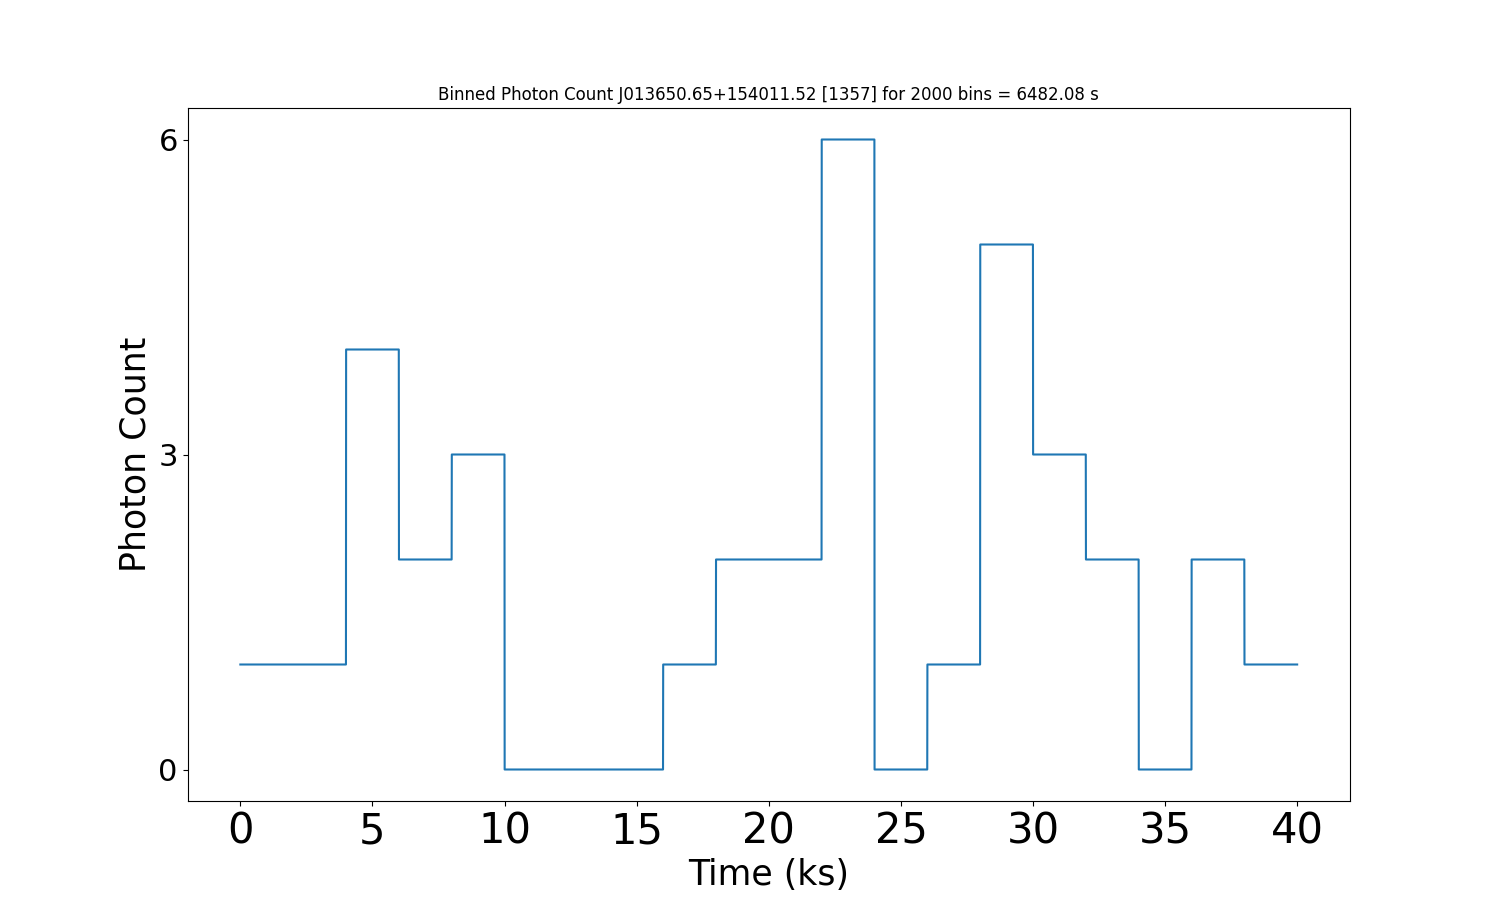 Binned Photon Count J013650.65+154011.52 [1357] for 2000 bins = 6482.08 s
6
3
0
Photon Count
0 5 10 15 20 25 30 35 40
Time (ks)